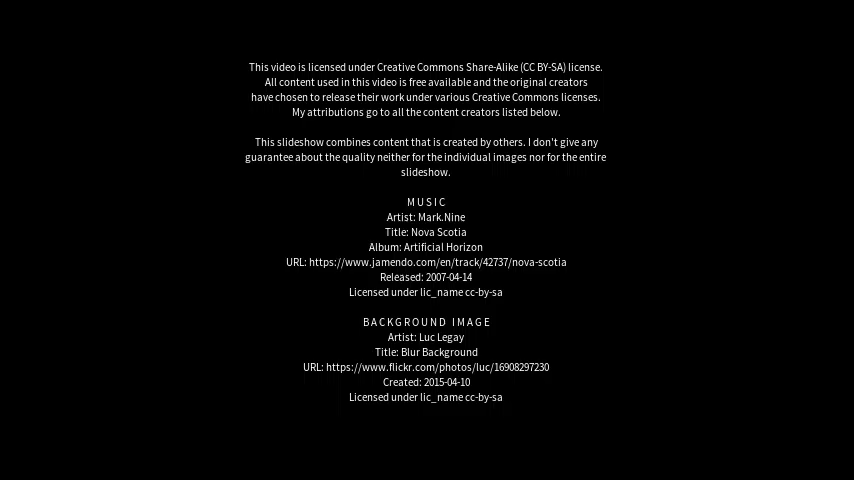 This video is licensed under Creative Commons Share-Alike (CC BY-SA) license.
All content used in this video is free available and the original creators
have chosen to release their work under various Creative Commons licenses.
My attributions go to all the content creators listed below.
This slideshow combines content that is created by others. I don't give any
guarantee about the quality neither for the individual images nor for the entire
slideshow.
MUSIC
Artist: Mark.Nine
Title: Nova Scotia
Album: Artificial Horizon
URL: https://www.jamendo.com/en/track/42737/nova-scotia
Released: 2007-04-14
Licensed under lic_name cc-by-sa
BACKGROUND IMAGE
Artist: Luc Legay
Title: Blur Background
URL: https://www.flickr.com/photos/luc/16908297230
Created: 2015-04-10
Licensed under lic_name cc-by-sa